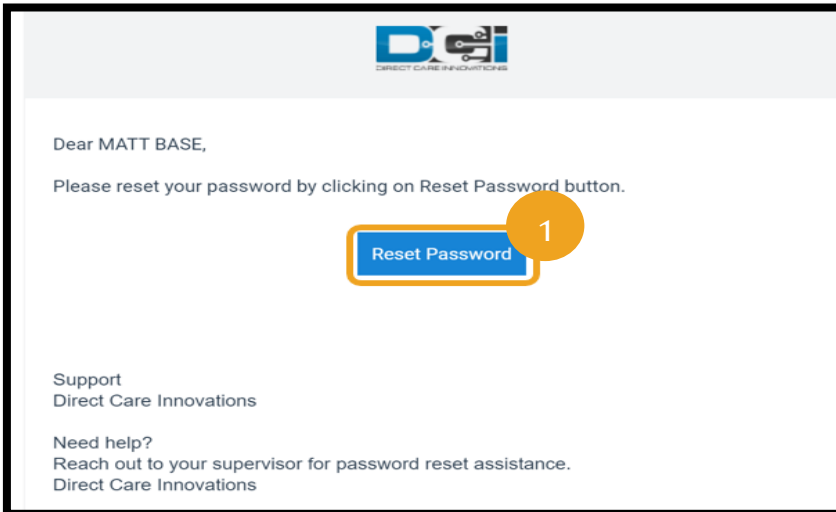 DCi
DIRECT CARE INNOVATIONS
Dear MATT BASE,
Please reset your password by clicking on Reset Password button.
1
Reset Password
Support
Direct Care Innovations
Need help?
Reach out to your supervisor for password reset assistance.
Direct Care Innovations